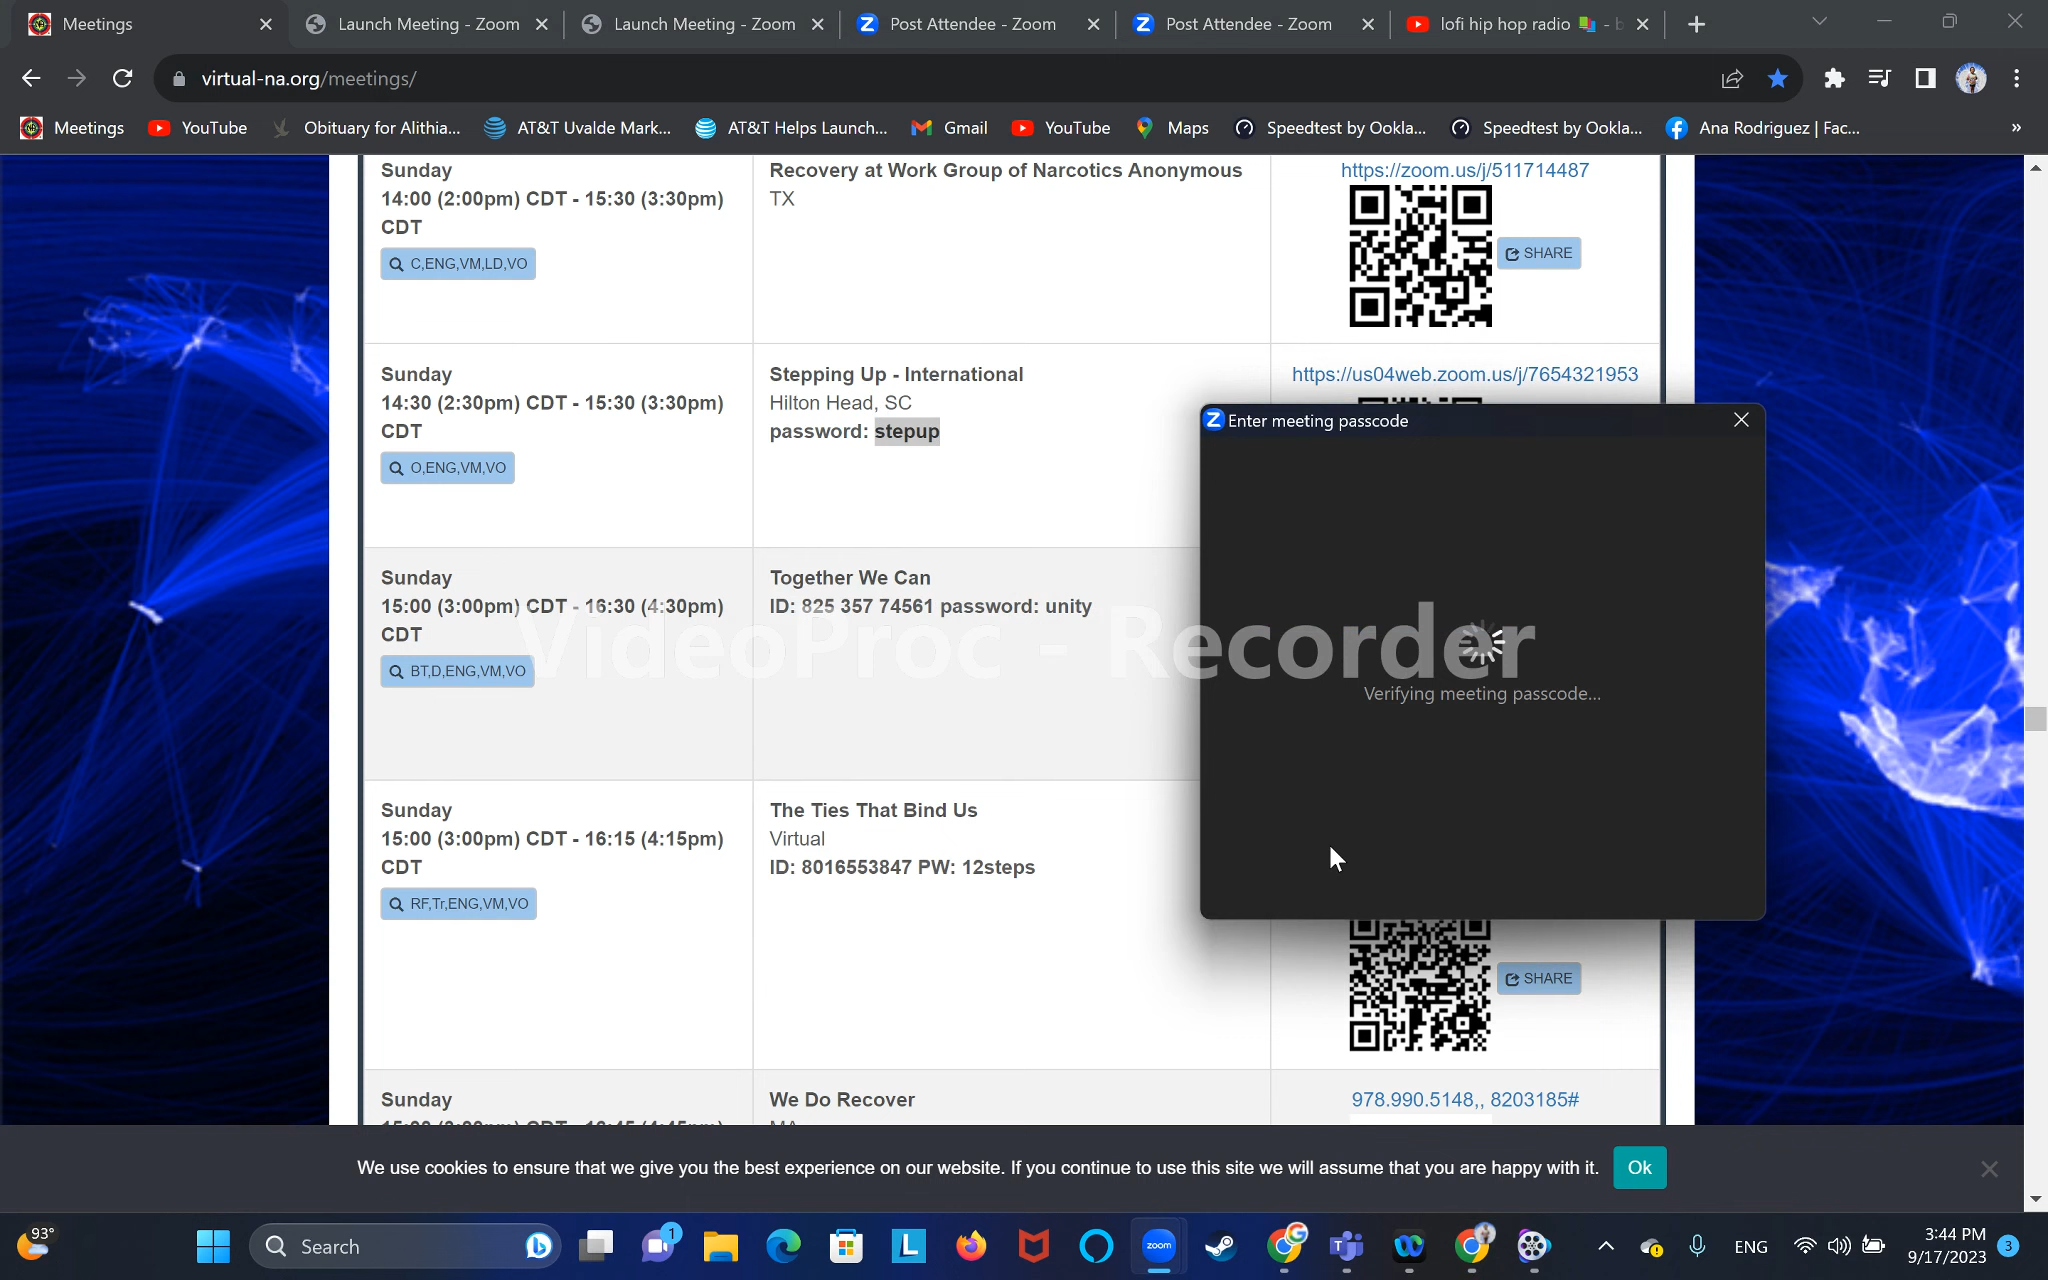 Meetings
Launch Meeting - Zoom
Launch Meeting - Zoom
Post Attendee - Zoom
Post Attendee - Zoom
lofi hip hop radio 📚 - b
virtual-na.org/meetings/
Meetings
YouTube
Obituary for Alithia...
AT&T Uvalde Mark...
AT&T Helps Launch...
Gmail
YouTube
Maps
Speedtest by Ookla...
Speedtest by Ookla...
Ana Rodriguez | Fac...
»
Sunday
14:00 (2:00pm) CDT - 15:30 (3:30pm)
CDT
C,ENG,VM,LD,VO
Recovery at Work Group of Narcotics Anonymous
TX
https://zoom.us/j/511714487
SHARE
Sunday
14:30 (2:30pm) CDT - 15:30 (3:30pm)
CDT
O,ENG,VM,VO
Stepping Up - International
Hilton Head, SC
password: stepup
https://us04web.zoom.us/j/7654321953
Enter meeting passcode
Verifying meeting passcode...
Sunday
15:00 (3:00pm) CDT - 16:30 (4:30pm)
CDT
BT,D,ENG,VM,VO
Together We Can
ID: 825 357 74561 password: unity
VideoProc - Recorder
Sunday
15:00 (3:00pm) CDT - 16:15 (4:15pm)
CDT
RF,Tr,ENG,VM,VO
The Ties That Bind Us
Virtual
ID: 8016553847 PW: 12steps
SHARE
Sunday
We Do Recover
978.990.5148,, 8203185#
We use cookies to ensure that we give you the best experience on our website. If you continue to use this site we will assume that you are happy with it.
Ok
93°
Search
1
L
zoom
ENG
3:44 PM
9/17/2023
3